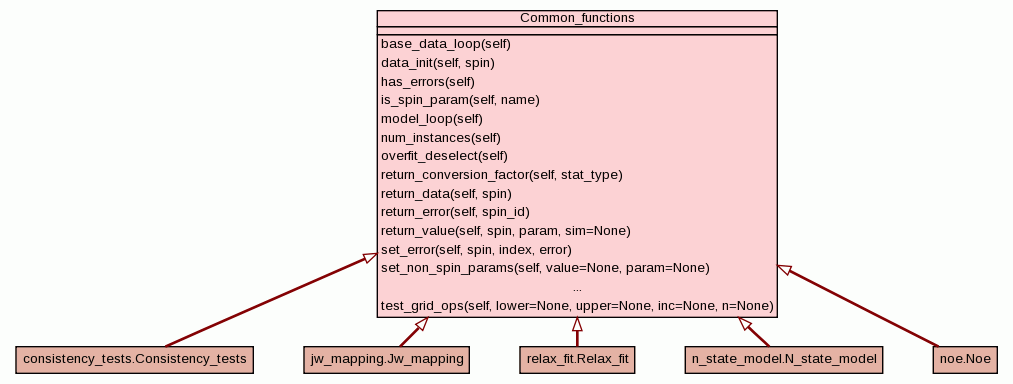 Common_functions
base_data_loop(self)
data_init(self, spin)
has_errors(self)
is_spin_param(self, name)
model_loop(self)
num_instances(self)
overfit_deselect(self)
return_conversion_factor(self, stat_type)
return_data(self, spin)
return_error(self, spin_id)
return_value(self, spin, param, sim=None)
set_error(self, spin, index, error)
set_non_spin_params(self, value=None, param=None)
...
test_grid_ops(self, lower=None, upper=None, inc=None, n=None)
consistency_tests.Consistency_tests
jw_mapping.Jw_mapping
relax_fit.Relax_fit
n_state_model.N_state_model
noe.Noe